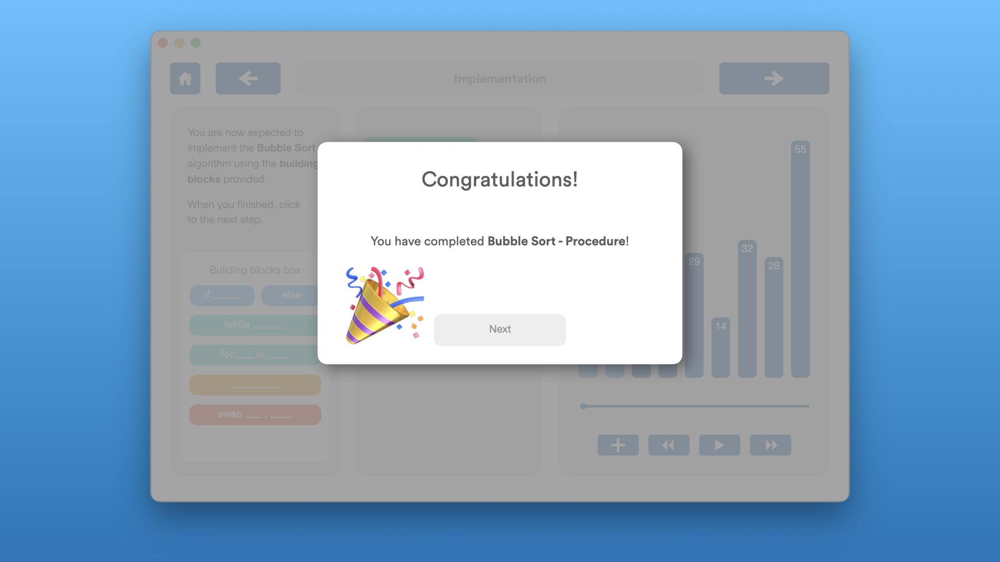 Implementation
You are now expected to
implement the Bubble Sort
algorithm using the building
blocks provided.
When you finished, click
to the next step.
Building blocks box
if _____
else
while ______
for ___ in ____
_________
swap ___ , ____
Congratulations!
You have completed Bubble Sort - Procedure!
Next
29
14
32
28
55